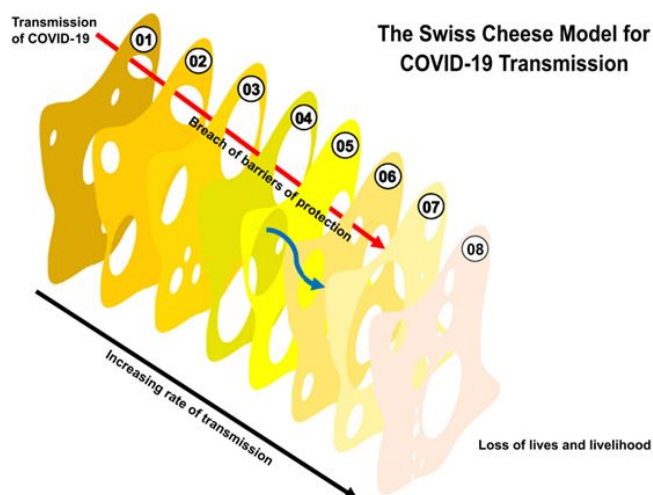 Transmission
of COVID-19
The Swiss Cheese Model for
COVID-19 Transmission
01
02
03
04
05
06
07
08
Breach of barriers of protection
Increasing rate of transmission
Loss of lives and livelihood